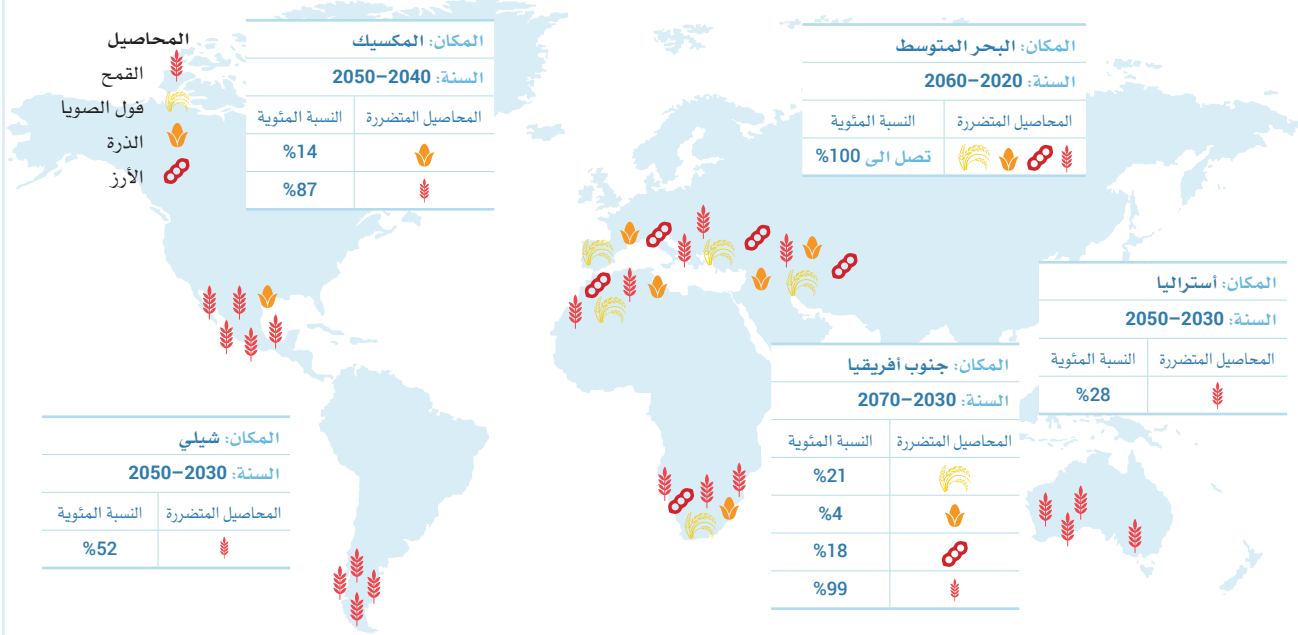 المحاصيل
القمح
فول الصويا
الذرة
الأرز
المكان: المكسيك
السنة: 2040–2050
المحاصيل المتضررة النسبة المئوية
%14
%87
المكان: البحر المتوسط
السنة: 2020–2060
المحاصيل المتضررة النسبة المئوية
تصل الى 100%
المكان: أستراليا
السنة: 2030–2050
المحاصيل المتضررة النسبة المئوية
%28
المكان: جنوب أفريقيا
السنة: 2030–2070
المحاصيل المتضررة النسبة المئوية
%21
%4
%18
%99
المكان: شيلي
السنة: 2030–2050
المحاصيل المتضررة النسبة المئوية
%52